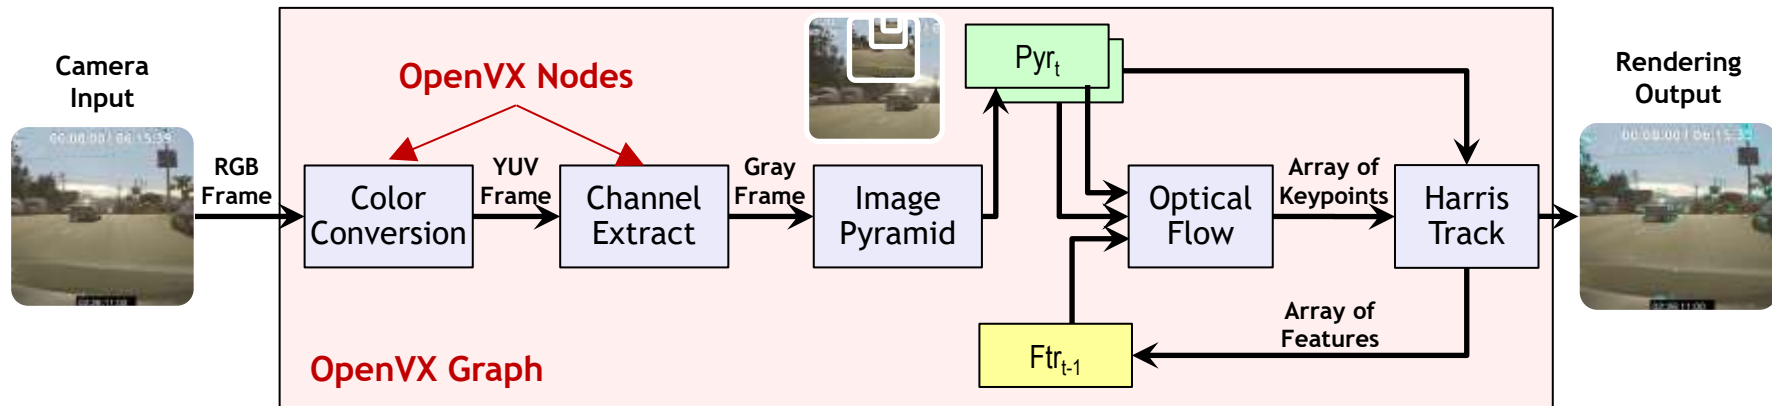 Camera
Input
RGB
Frame
OpenVX Nodes
Color
Conversion
YUV
Frame
Channel
Extract
Gray
Frame
Image
Pyramid
Pyrt
Optical
Flow
Array of
Keypoints
Harris
Track
Array of
Features
Ftrt-1
OpenVX Graph
Rendering
Output